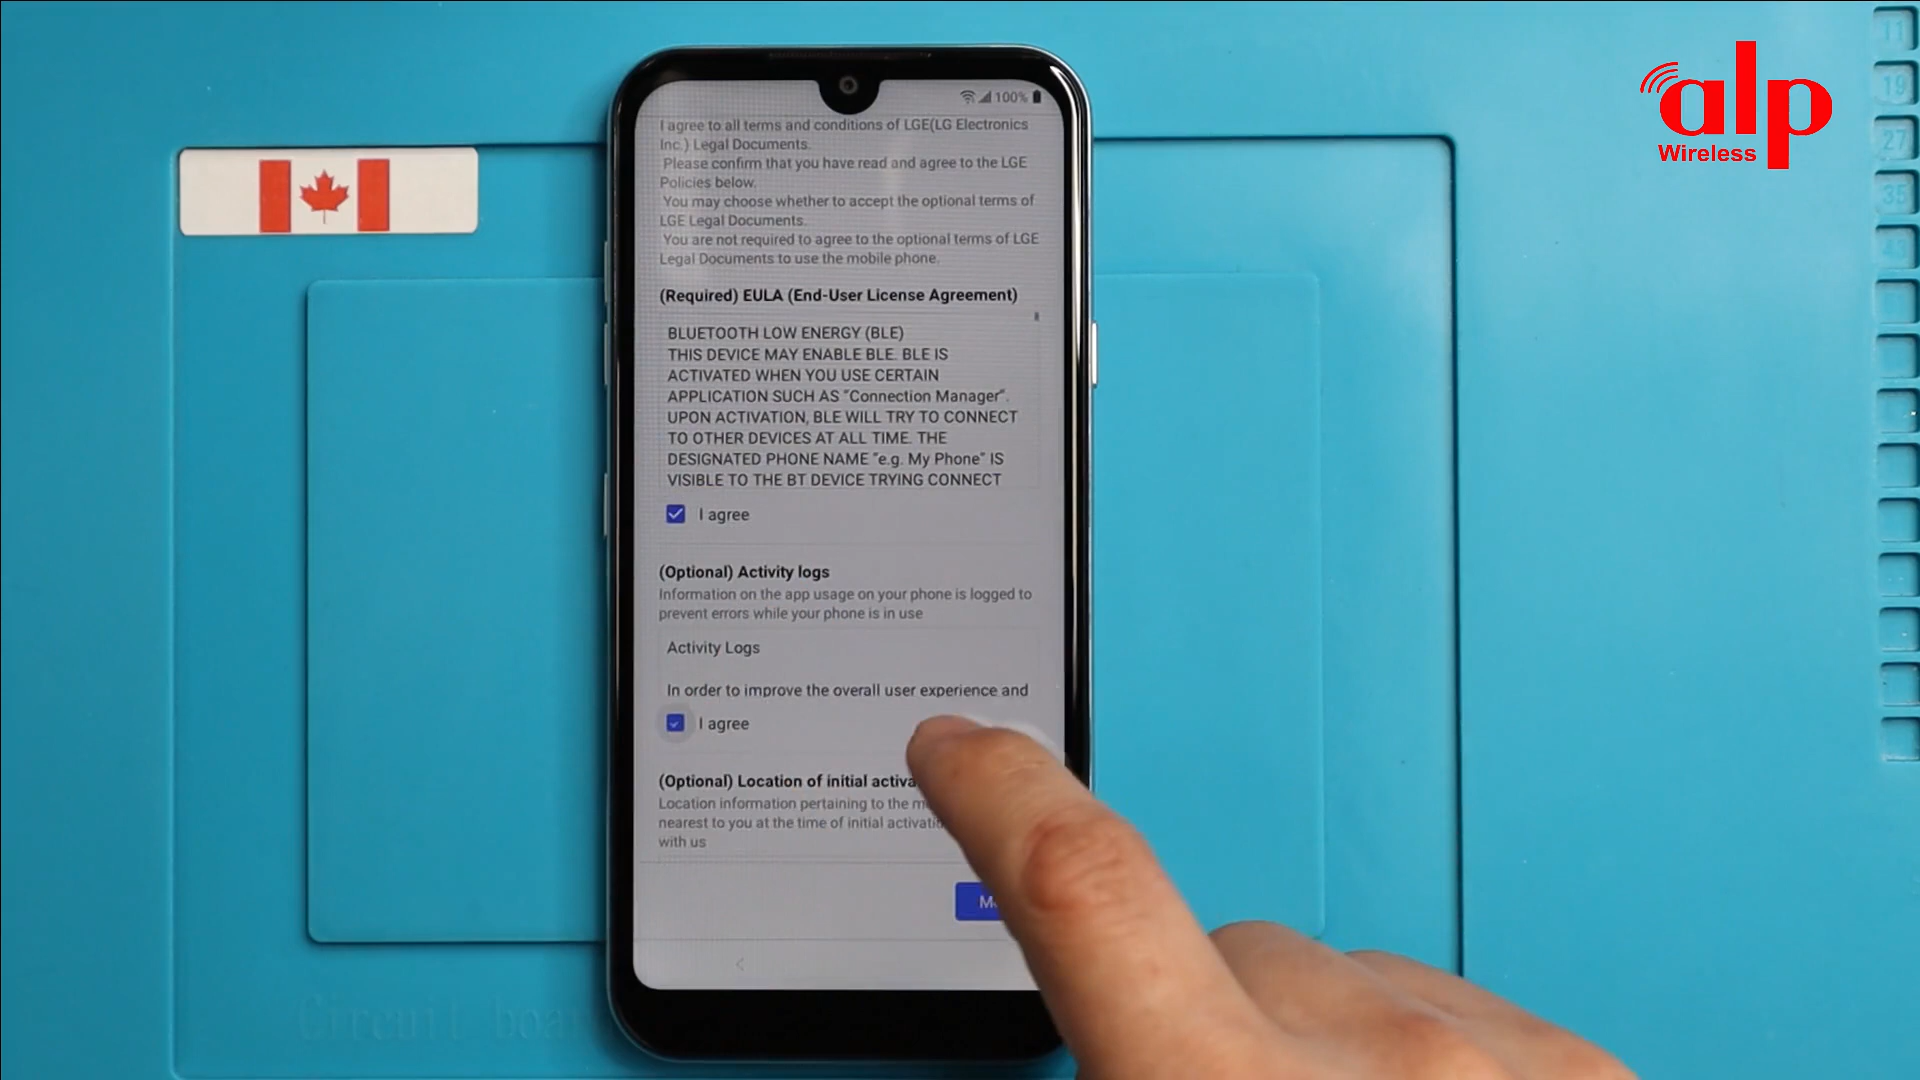 11
19
27
35
43
alp
Wireless
100%
I agree to all terms and conditions of LGE(LG Electronics
Inc.) Legal Documents.
Please confirm that you have read and agree to the LGE
Policies below.
You may choose whether to accept the optional terms of
LGE Legal Documents.
You are not required to agree to the optional terms of LGE
Legal Documents to use the mobile phone.
(Required) EULA (End-User License Agreement)
BLUETOOTH LOW ENERGY (BLE)
THIS DEVICE MAY ENABLE BLE. BLE IS
ACTIVATED WHEN YOU USE CERTAIN
APPLICATION SUCH AS "Connection Manager".
UPON ACTIVATION, BLE WILL TRY TO CONNECT
TO OTHER DEVICES AT ALL TIME. THE
DESIGNATED PHONE NAME "e.g. My Phone" IS
VISIBLE TO THE BT DEVICE TRYING CONNECT
I agree
(Optional) Activity logs
Information on the app usage on your phone is logged to
prevent errors while your phone is in use
Activity Logs
In order to improve the overall user experience and
I agree
(Optional) Location of initial
Location information pertaining to the
nearest to you at the time of initial
with us
Circuit